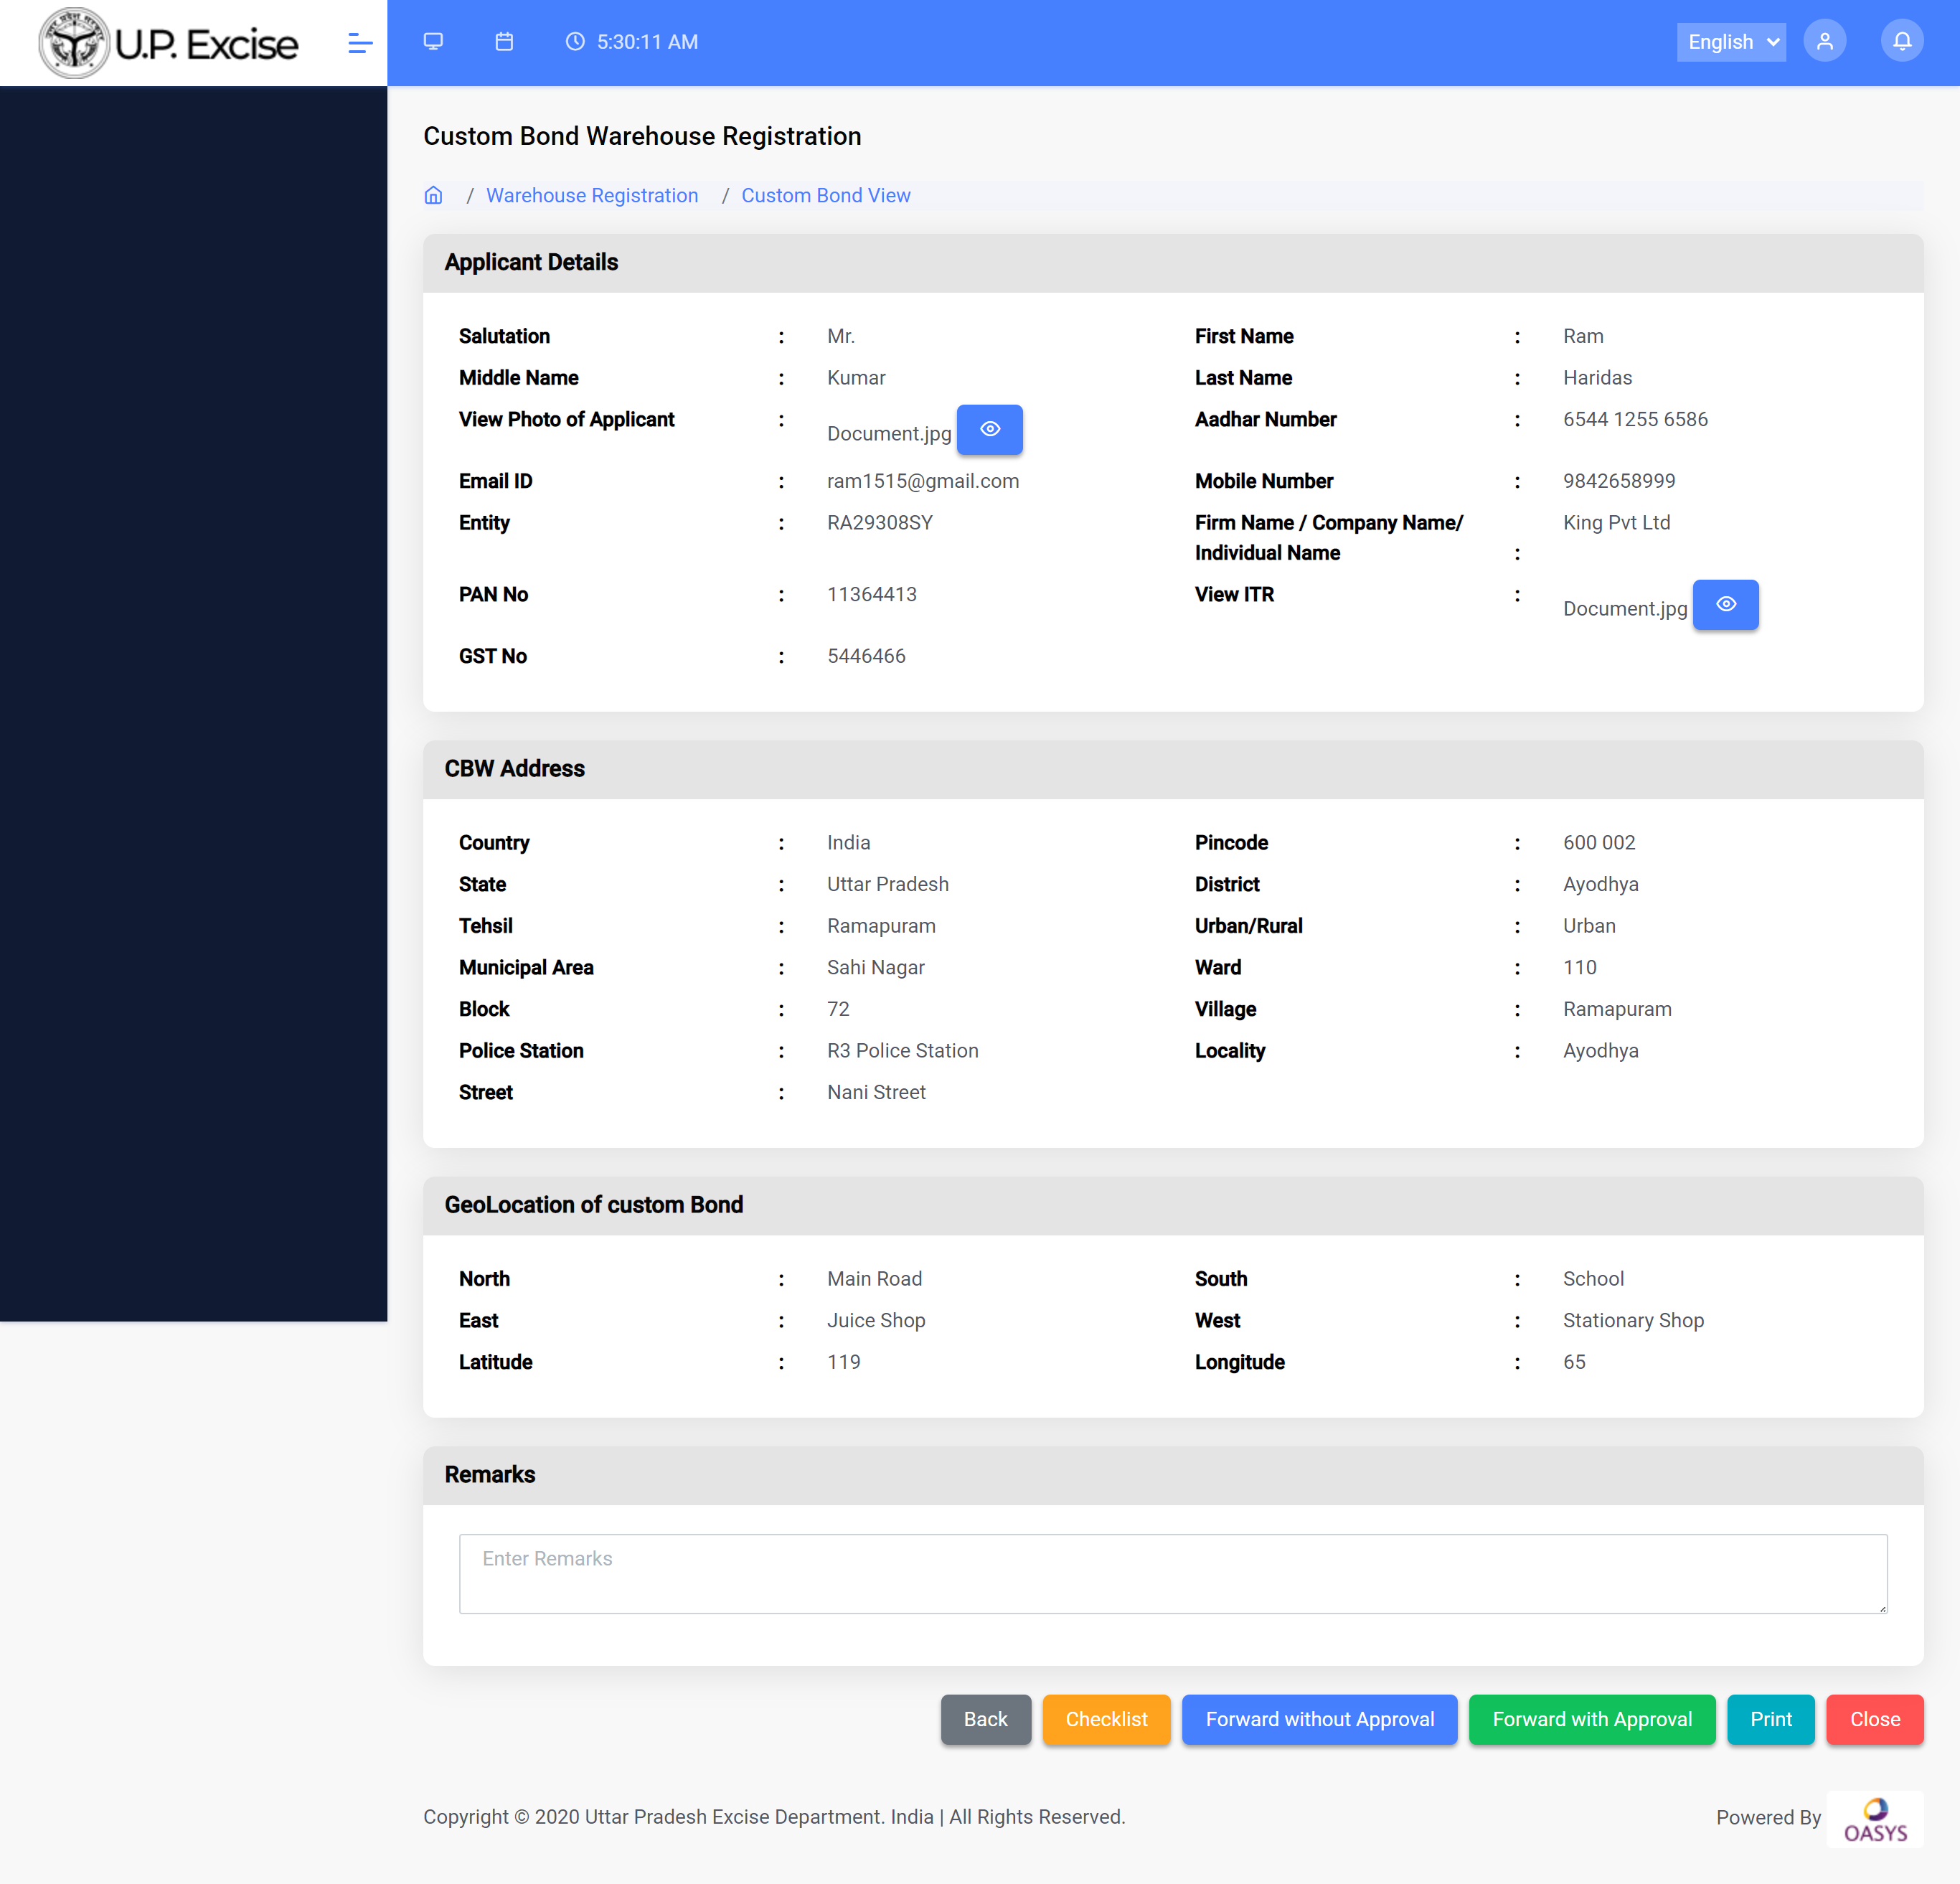 U.P. Excise
5:30:11 AM
English
Custom Bond Warehouse Registration
/ Warehouse Registration / Custom Bond View
Applicant Details
Salutation : Mr. First Name : Ram
Middle Name : Kumar Last Name : Haridas
View Photo of Applicant : Document.jpg Aadhar Number : 6544 1255 6586
Email ID : ram1515@gmail.com Mobile Number : 9842658999
Entity : RA29308SY Firm Name / Company Name/ King Pvt Ltd
Individual Name :
PAN No : 11364413 View ITR : Document.jpg
GST No : 5446466
CBW Address
Country : India Pincode : 600 002
State : Uttar Pradesh District : Ayodhya
Tehsil : Ramapuram Urban/Rural : Urban
Municipal Area : Sahi Nagar Ward : 110
Block : 72 Village : Ramapuram
Police Station : R3 Police Station Locality : Ayodhya
Street : Nani Street
GeoLocation of custom Bond
North : Main Road South : School
East : Juice Shop West : Stationary Shop
Latitude : 119 Longitude : 65
Remarks
Enter Remarks
Back Checklist Forward without Approval Forward with Approval Print Close
Copyright © 2020 Uttar Pradesh Excise Department. India | All Rights Reserved. Powered By
OASYS